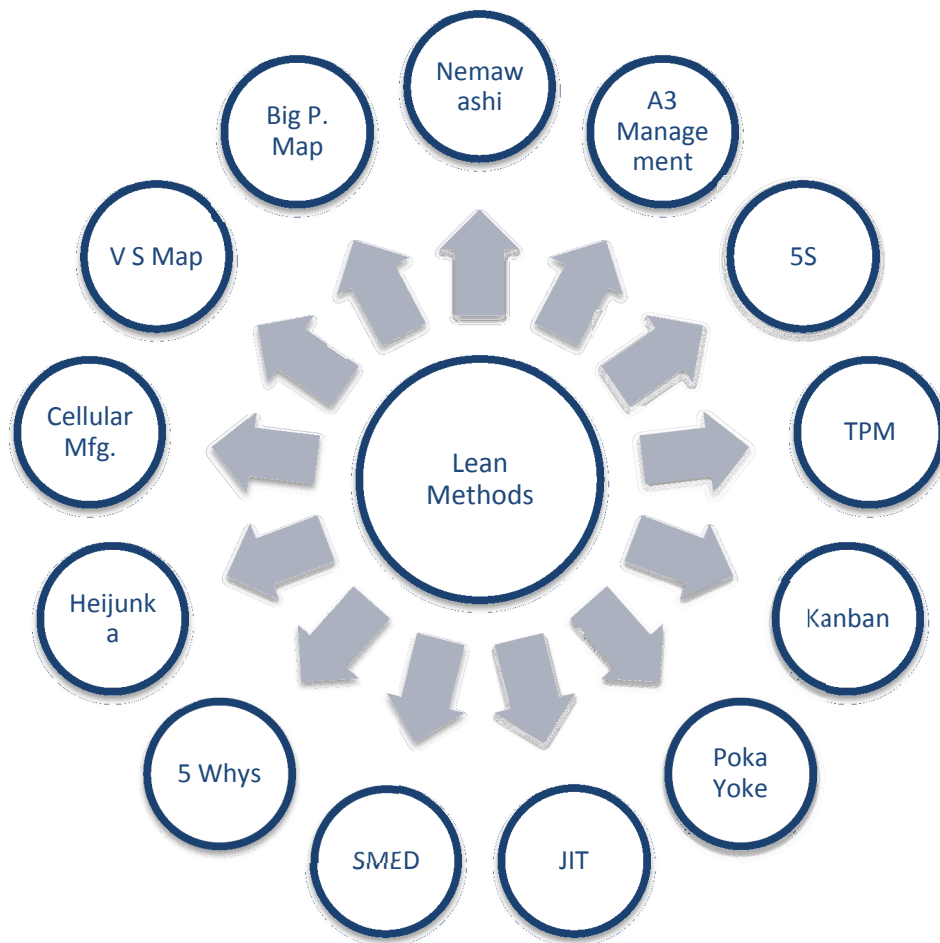 Nemaw
ashi
A3
Manage
ment
5S
TPM
Kanban
Poka
Yoke
JIT
SMED
5 Whys
Heijunk
a
Cellular
Mfg.
V S Map
Big P.
Map
Lean
Methods